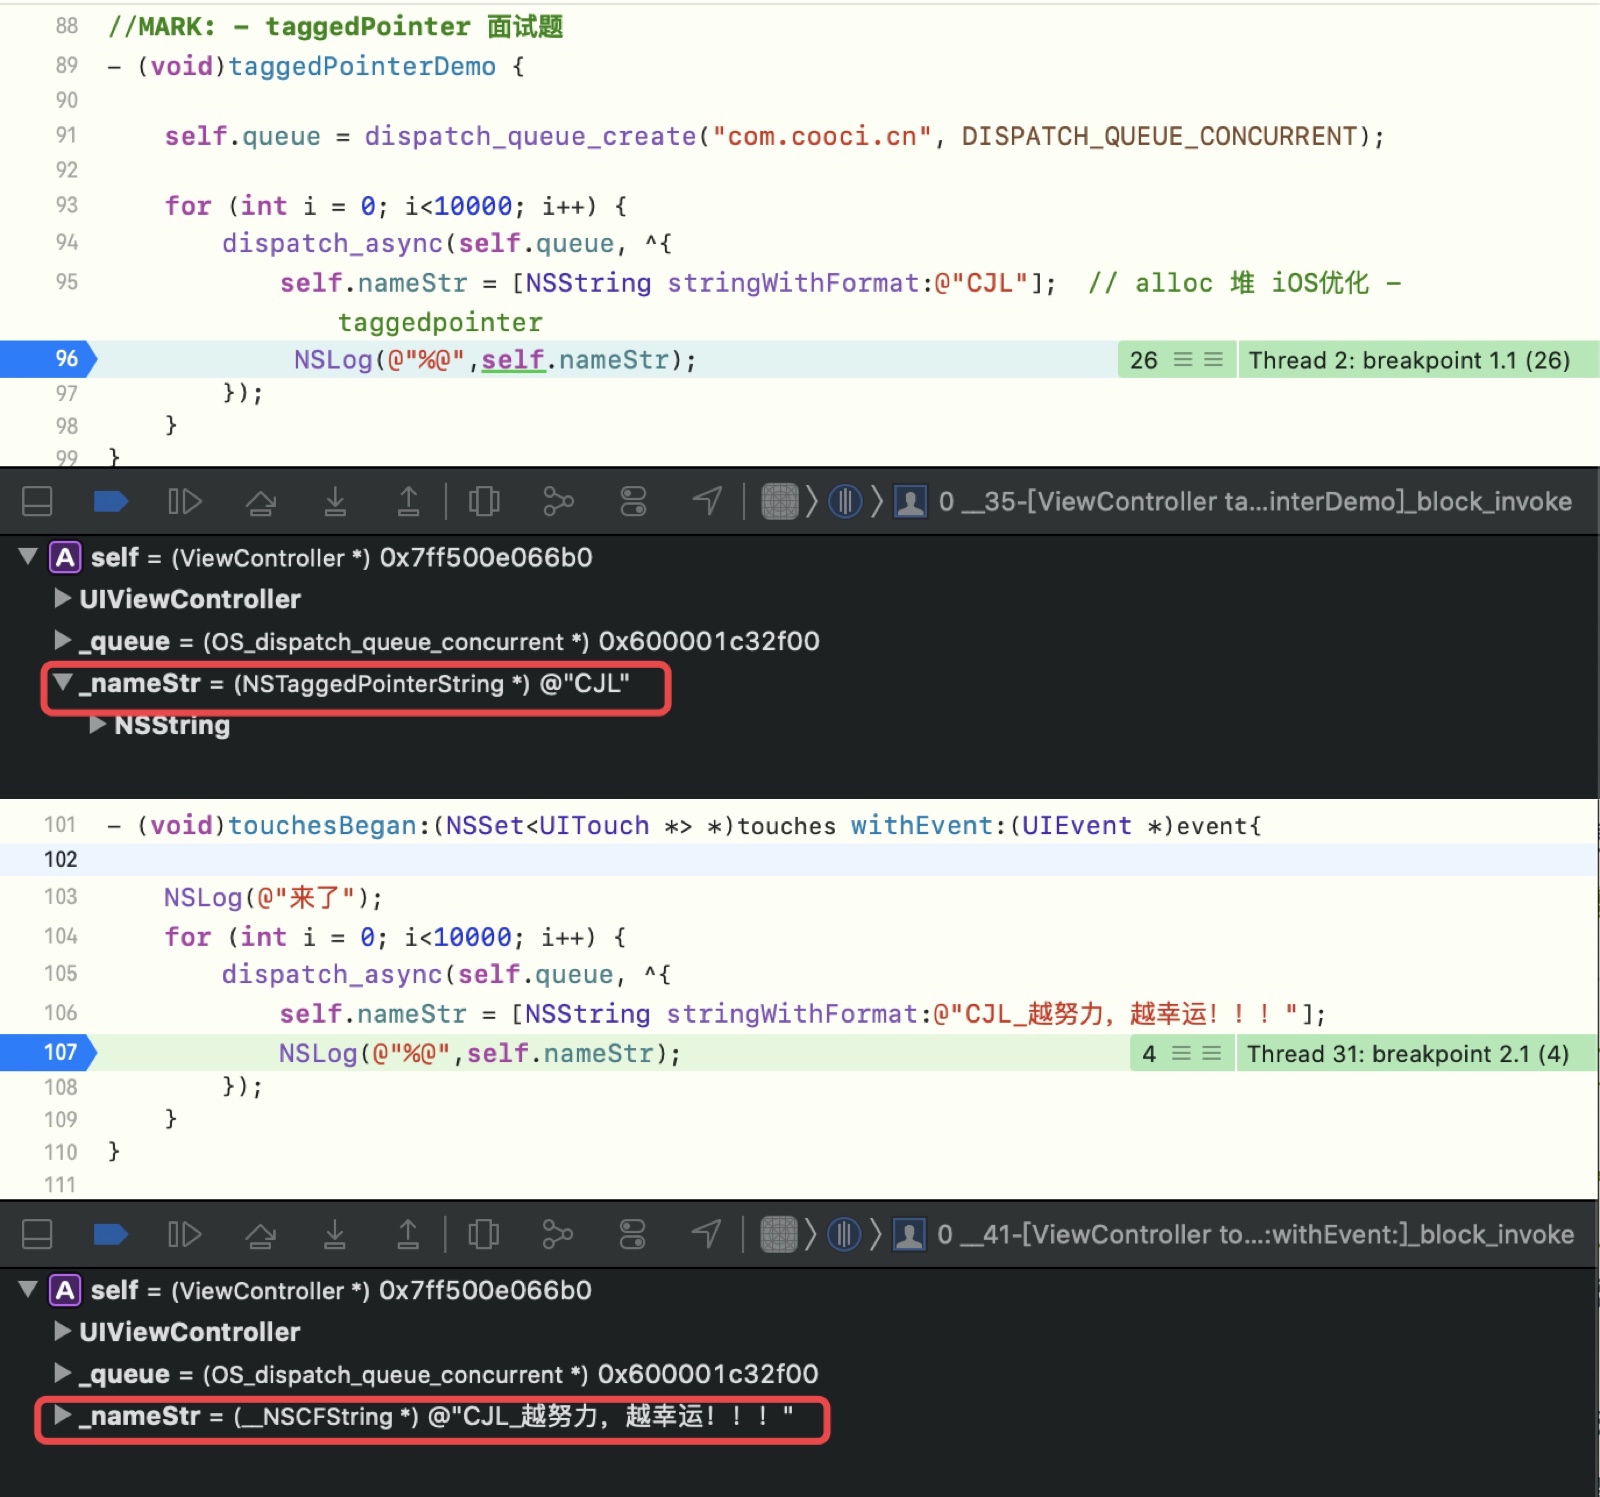 88 //MARK: - taggedPointer 面试题
89 - (void)taggedPointerDemo {
90
91 self.queue = dispatch_queue_create("com.cooci.cn", DISPATCH_QUEUE_CONCURRENT);
92
93 for (int i = 0; i<10000; i++) {
94 dispatch_async(self.queue, ^{
95 self.nameStr = [NSString stringWithFormat:@"CJL"]; // alloc 堆 iOS优化 -
taggedpointer
96 NSLog(@"%@",self.nameStr); 26 Thread 2: breakpoint 1.1 (26)
97 });
98 }
99 }
0 __35-[ViewController ta...interDemo]_block_invoke
A self = (ViewController *) 0x7ff500e066b0
UIViewController
_queue = (OS_dispatch_queue_concurrent *) 0x600001c32f00
_nameStr = (NSTaggedPointerString *) @"CJL"
NSString
101 - (void)touchesBegan:(NSSet<UITouch *> *)touches withEvent:(UIEvent *)event{
102
103 NSLog(@"来了");
104 for (int i = 0; i<10000; i++) {
105 dispatch_async(self.queue, ^{
106 self.nameStr = [NSString stringWithFormat:@"CJL_越努力，越幸运！！！"];
107 NSLog(@"%@",self.nameStr); 4 Thread 31: breakpoint 2.1 (4)
108 });
109 }
110 }
111
0 __41-[ViewController to...:withEvent:]_block_invoke
A self = (ViewController *) 0x7ff500e066b0
UIViewController
_queue = (OS_dispatch_queue_concurrent *) 0x600001c32f00
_nameStr = (__NSCFString *) @"CJL_越努力，越幸运！！！"